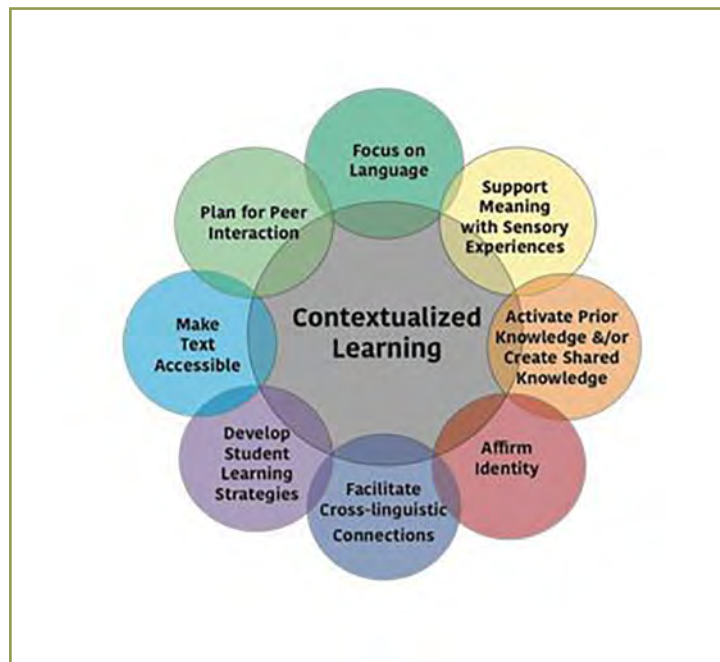 Focus on
Language
Support
Meaning
with Sensory
Experiences
Activate Prior
Knowledge &/or
Create Shared
Knowledge
Affirm
Identity
Facilitate
Cross-linguistic
Connections
Develop
Student
Learning
Strategies
Make
Text
Accessible
Plan for Peer
Interaction
Contextualized
Learning